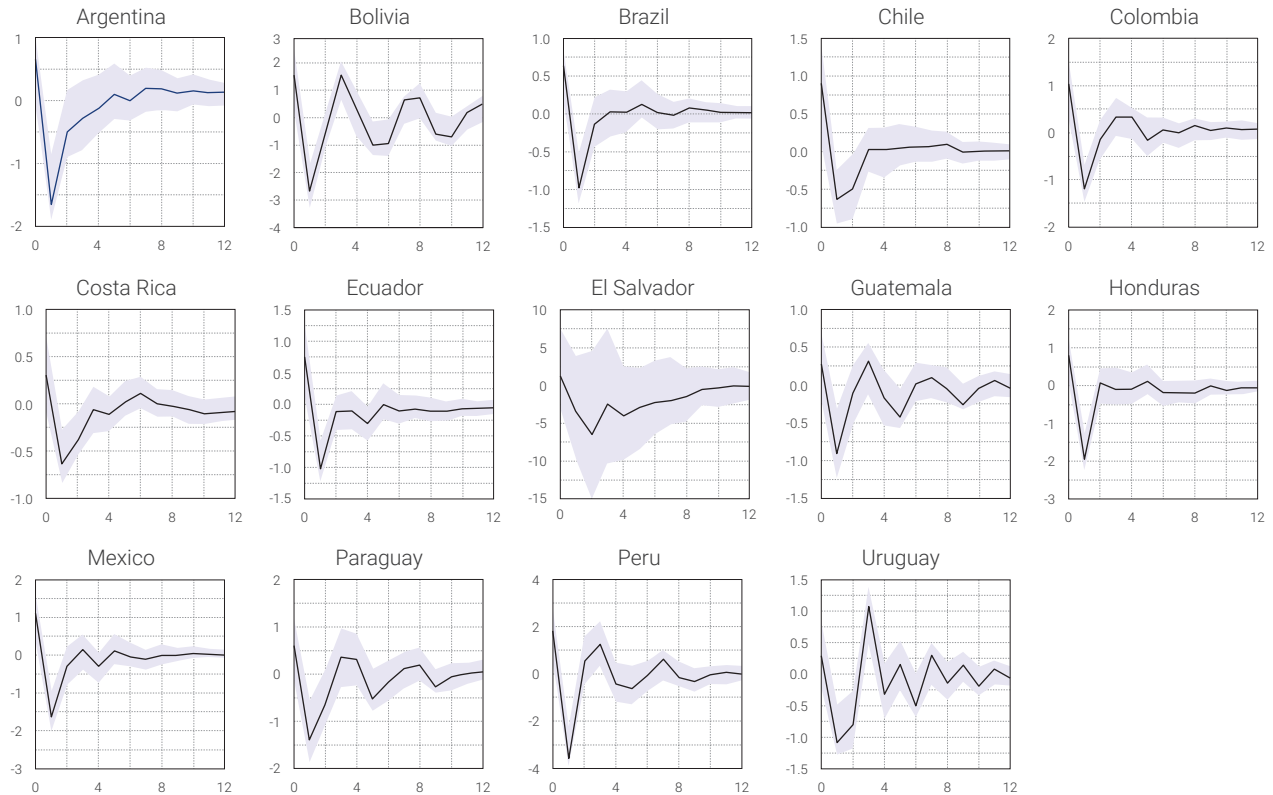 Argentina
1
0
-1
-2
0 4 8 12
Bolivia
3
2
1
0
-1
-2
-3
-4
0 4 8 12
Brazil
1.0
0.5
0.0
-0.5
-1.0
-1.5
0 4 8 12
Chile
1.5
1.0
0.5
0.0
-0.5
-1.0
0 4 8 12
Colombia
2
1
0
-1
-2
0 4 8 12
Costa Rica
1.0
0.5
0.0
-0.5
-1.0
0 4 8 12
Ecuador
1.5
1.0
0.5
0.0
-0.5
-1.0
-1.5
0 4 8 12
El Salvador
10
5
0
-5
-10
-15
0 4 8 12
Guatemala
1.0
0.5
0.0
-0.5
-1.0
-1.5
0 4 8 12
Honduras
2
1
0
-1
-2
-3
0 4 8 12
Mexico
2
1
0
-1
-2
-3
0 4 8 12
Paraguay
2
1
0
-1
-2
0 4 8 12
Peru
4
2
0
-2
-4
0 4 8 12
Uruguay
1.5
1.0
0.5
0.0
-0.5
-1.0
-1.5
0 4 8 12